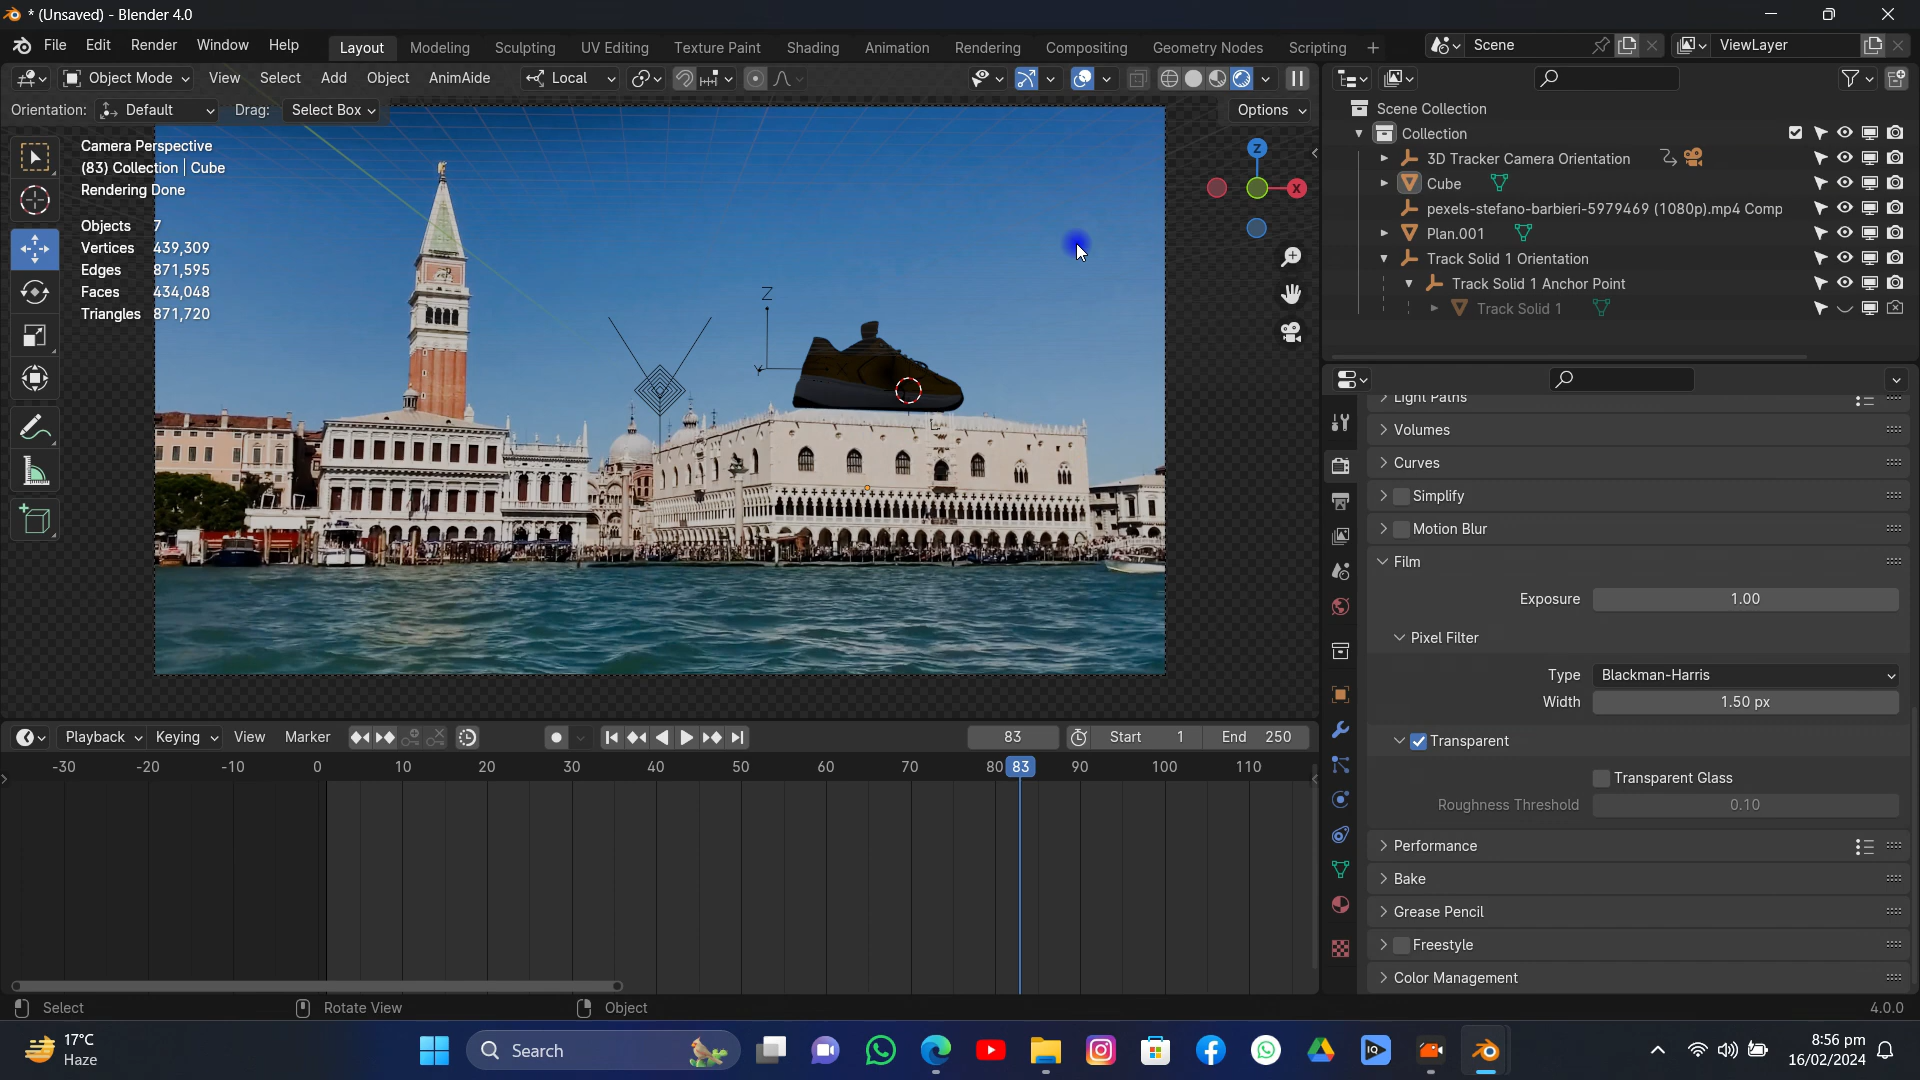 * (Unsaved) - Blender 4.0
File Edit Render Window Help Layout Modeling Sculpting UV Editing Texture Paint Shading Animation Rendering Compositing Geometry Nodes Scripting + Scene ViewLayer
Object Mode View Select Add Object AnimAide Local
Orientation: Default Drag: Select Box Options
Camera Perspective
(83) Collection | Cube
Rendering Done
Objects 7
Vertices 439,309
Edges 871,595
Faces 434,048
Triangles 871,720
Z
X
Z
Y
Scene Collection
Collection
3D Tracker Camera Orientation
Cube
pexels-stefano-barbieri-5979469 (1080p).mp4 Comp
Plan.001
Track Solid 1 Orientation
Track Solid 1 Anchor Point
Track Solid 1
Light Paths
Volumes
Curves
Simplify
Motion Blur
Film
Exposure 1.00
Pixel Filter
Type Blackman-Harris
Width 1.50 px
Transparent
Transparent Glass
Roughness Threshold 0.10
Performance
Bake
Grease Pencil
Freestyle
Color Management
Playback Keying View Marker 83 Start 1 End 250
-30 -20 -10 0 10 20 30 40 50 60 70 80 83 90 100 110
Select Rotate View Object 4.0.0
17°C
Haze
Search
IQ
8:56 pm
16/02/2024